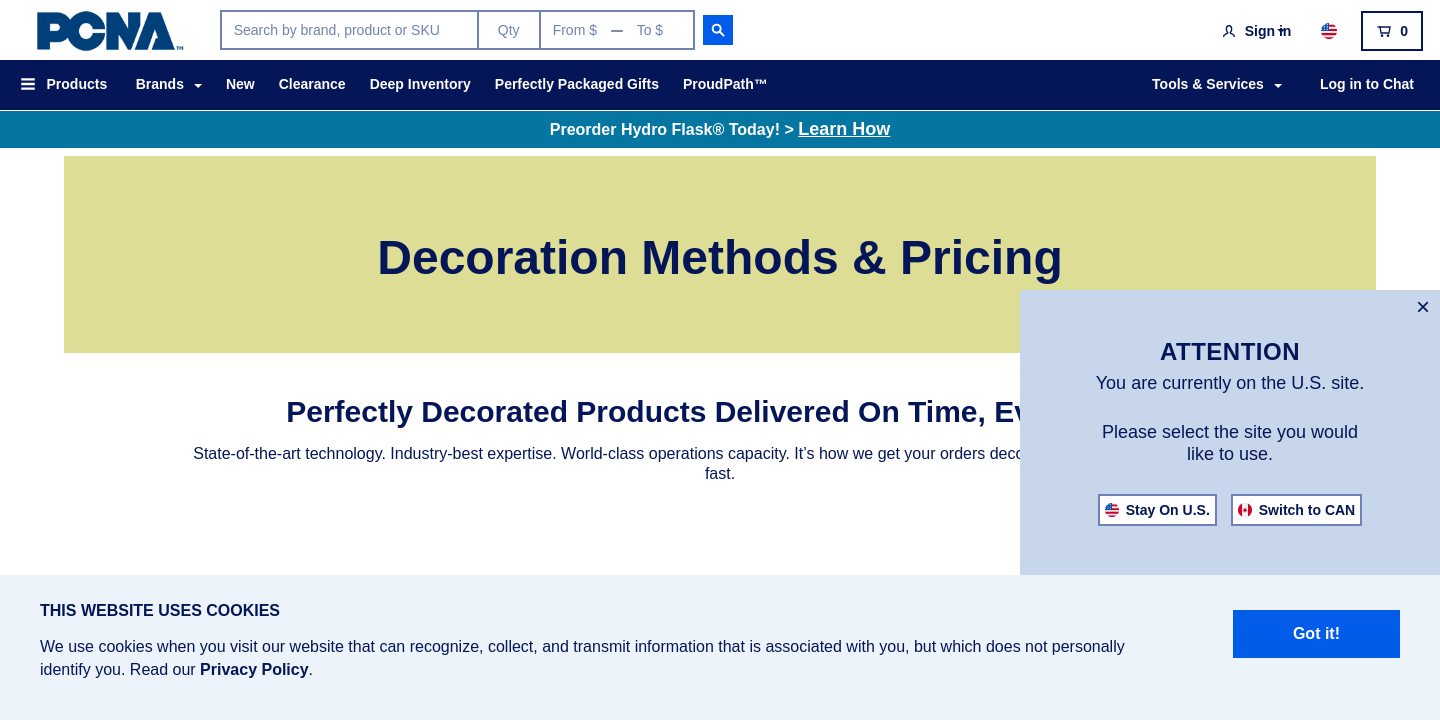 PCNA™
Search by brand, product or SKU
Qty
From $ — To $
Sign in
0
Products
Brands
New
Clearance
Deep Inventory
Perfectly Packaged Gifts
ProudPath™
Tools & Services
Log in to Chat
Preorder Hydro Flask® Today! > Learn How
Decoration Methods & Pricing
Perfectly Decorated Products Delivered On Time,
State-of-the-art technology. Industry-best expertise. World-class operations capacity. It’s how we get your orders
fast.
ATTENTION
You are currently on the U.S. site.
Please select the site you would
like to use.
Stay On U.S.
Switch to CAN
THIS WEBSITE USES COOKIES
We use cookies when you visit our website that can recognize, collect, and transmit information that is associated with you, but which does not personally
identify you. Read our Privacy Policy.
Got it!